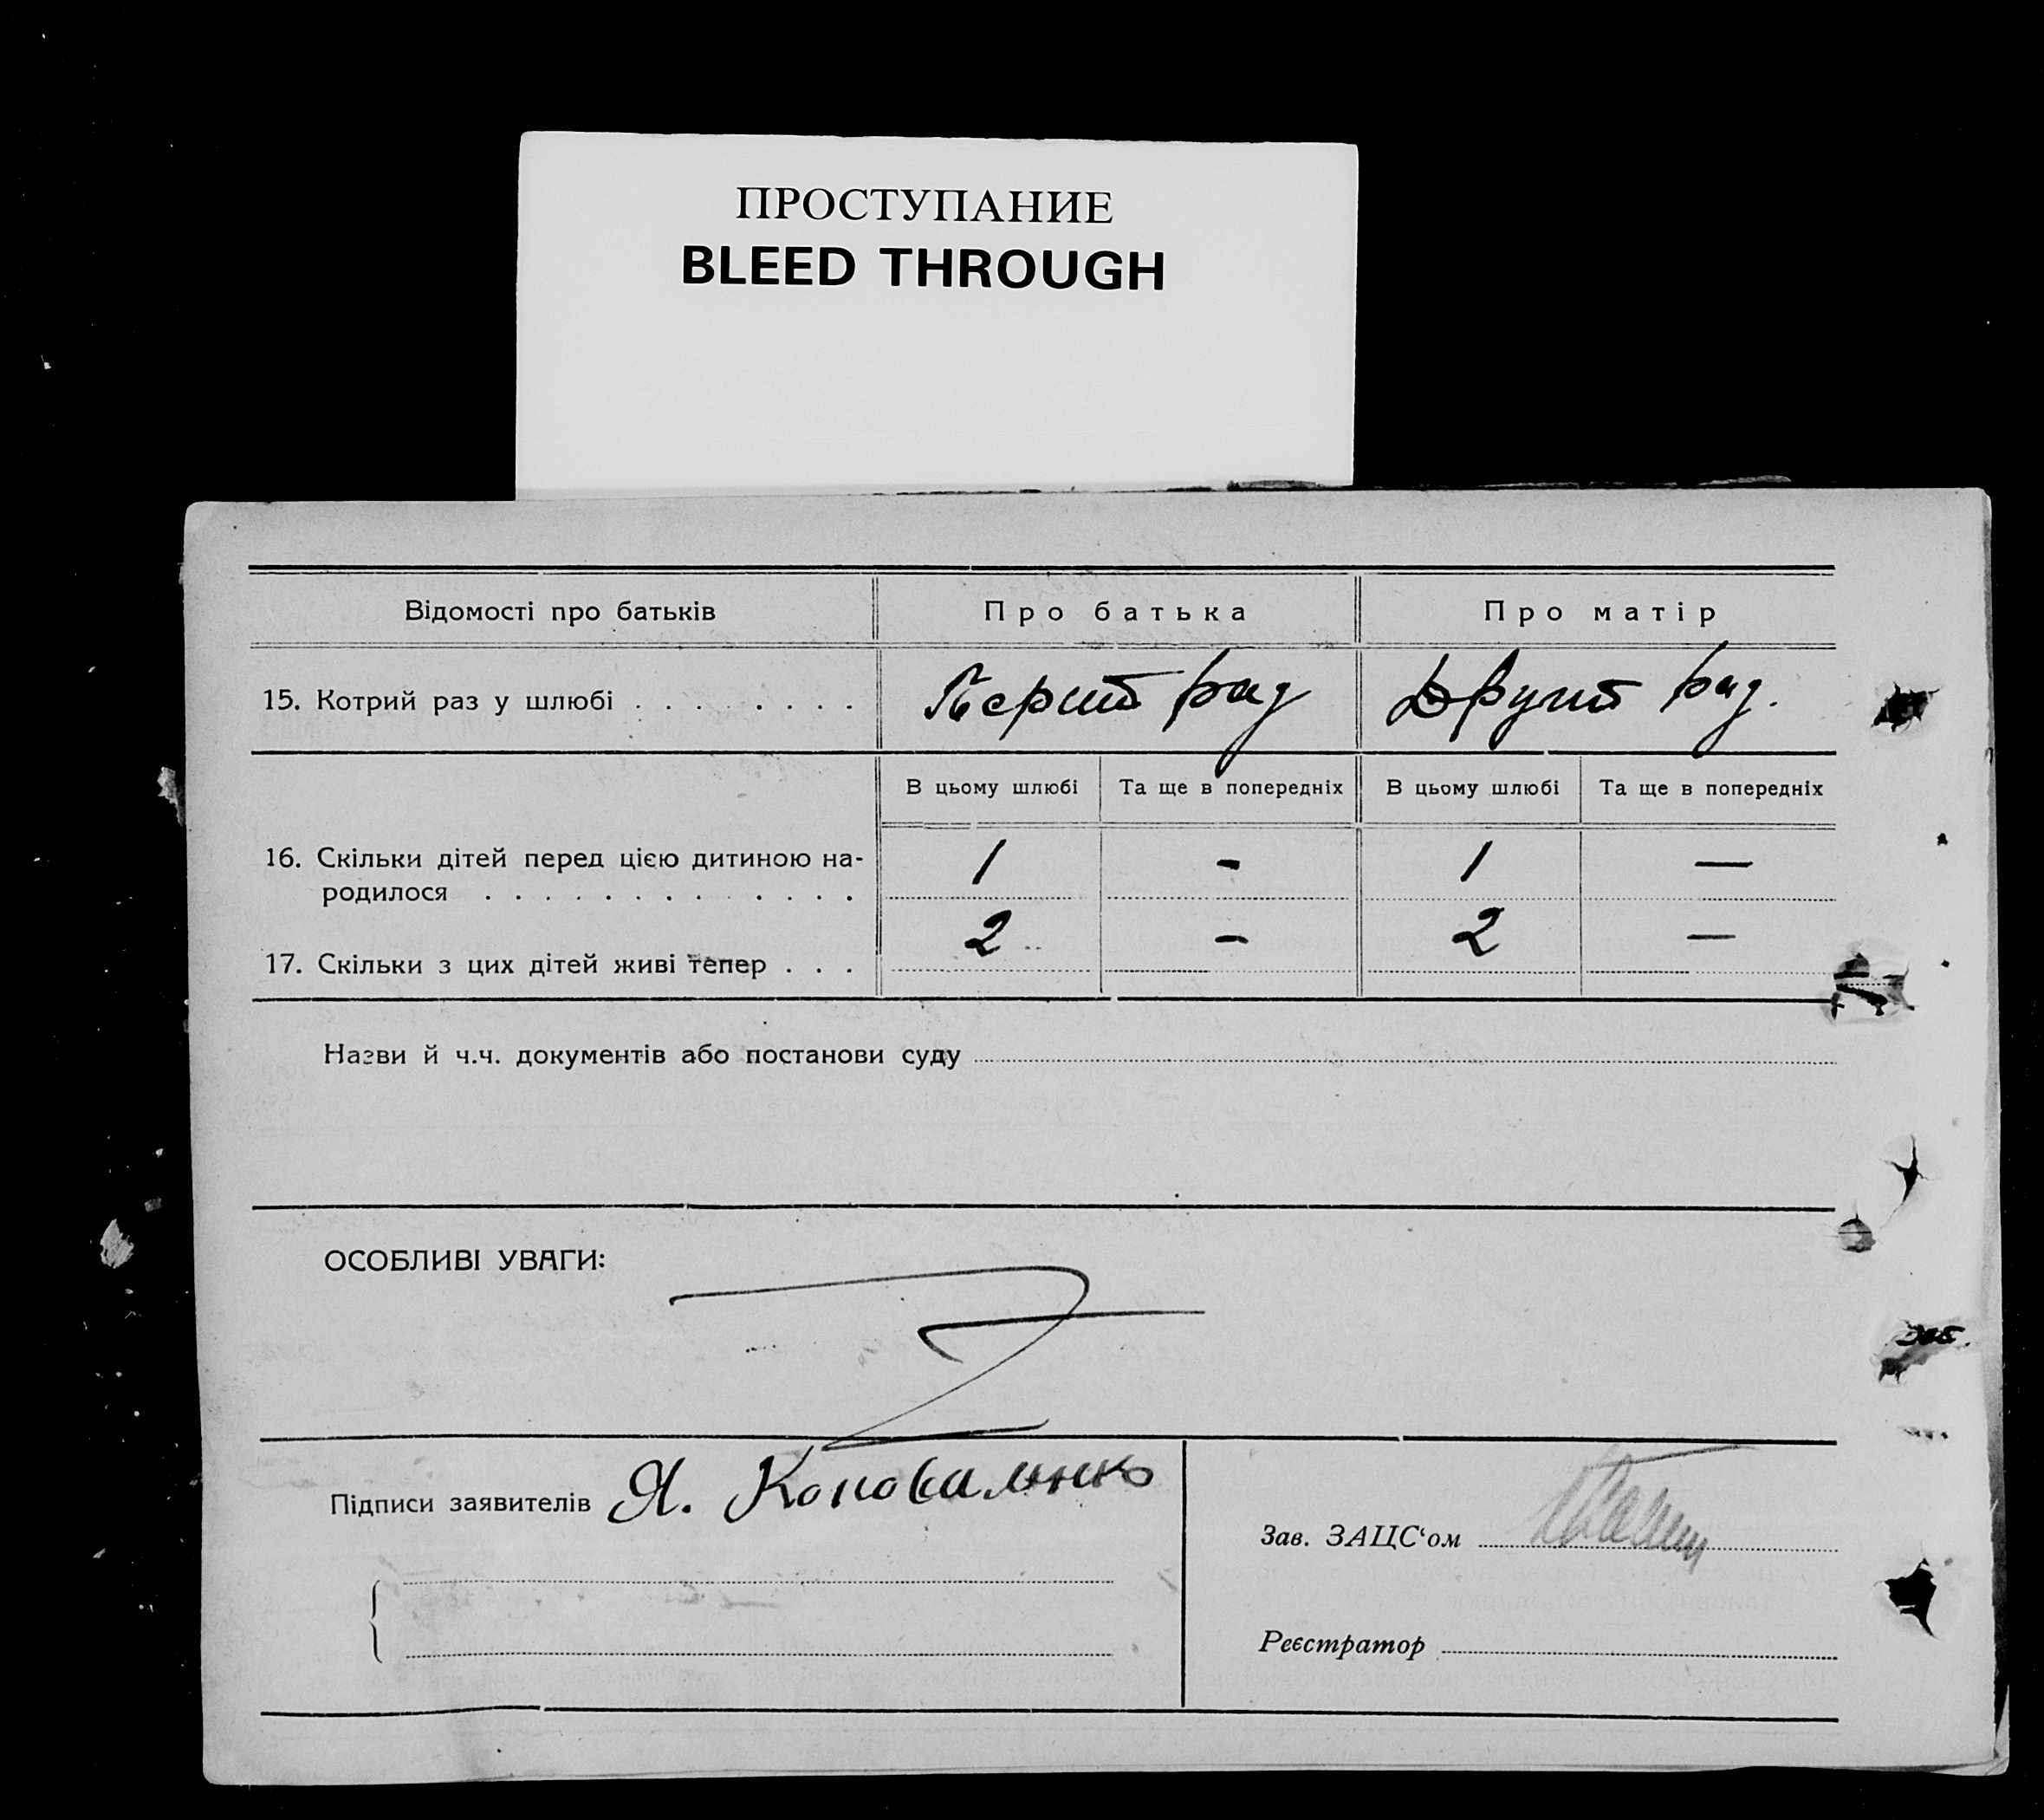 ПРОСТУПАНИЕ
BLEED THROUGH
Відомості про батьків Про батька Про матір
15. Котрий раз у шлюбі . . . . . . . . Перший раз Другий раз.
В цьому шлюбі Та ще в попередніх В цьому шлюбі Та ще в попередніх
16. Скільки дітей перед цією дитиною на-
родилося . . . . . . . . . . . . . 1 - 1 —
17. Скільки з цих дітей живі тепер . . . 2 - 2 —
Назви й ч.ч. документів або постанови суду
ОСОБЛИВІ УВАГИ:
Підписи заявителів Я. Коноваленко
Зав. ЗАЦС‘ом
Реєстратор